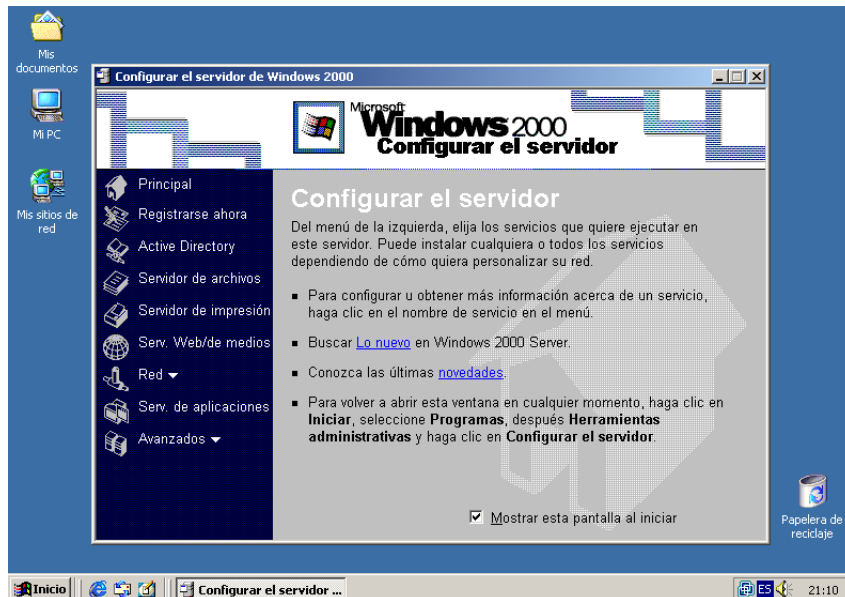 Mis
documentos
Mi PC
Mis sitios de
red
Configurar el servidor de Windows 2000
Microsoft
Windows 2000
Configurar el servidor
Principal
Registrarse ahora
Active Directory
Servidor de archivos
Servidor de impresión
Serv. Web/de medios
Red
Serv. de aplicaciones
Avanzados
Configurar el servidor
Del menú de la izquierda, elija los servicios que quiere ejecutar en
este servidor. Puede instalar cualquiera o todos los servicios
dependiendo de cómo quiera personalizar su red.
Para configurar u obtener más información acerca de un servicio,
haga clic en el nombre de servicio en el menú.
Buscar Lo nuevo en Windows 2000 Server.
Conozca las últimas novedades.
Para volver a abrir esta ventana en cualquier momento, haga clic en
Iniciar, seleccione Programas, después Herramientas
administrativas y haga clic en Configurar el servidor.
Mostrar esta pantalla al iniciar
Papelera de
reciclaje
Inicio
Configurar el servidor ...
ES
21:10